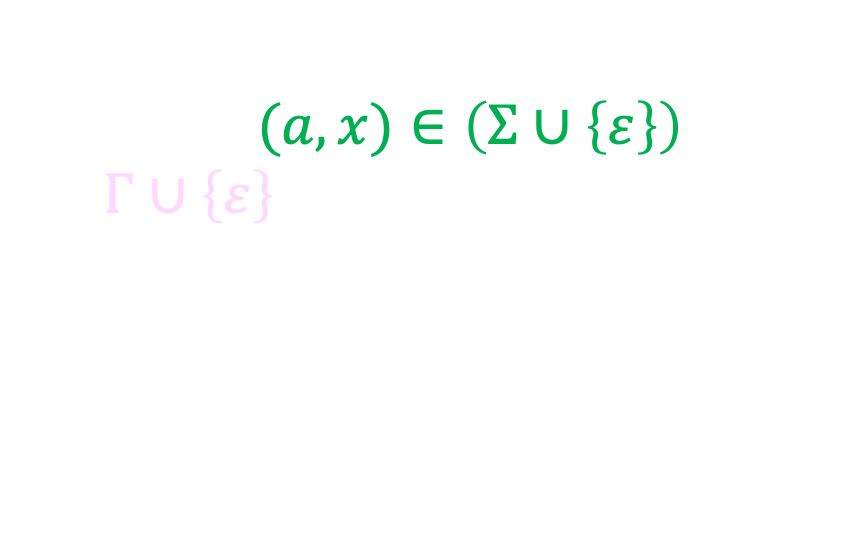 (a, x) ∈ (Σ ∪ {ε})
Γ ∪ {ε}